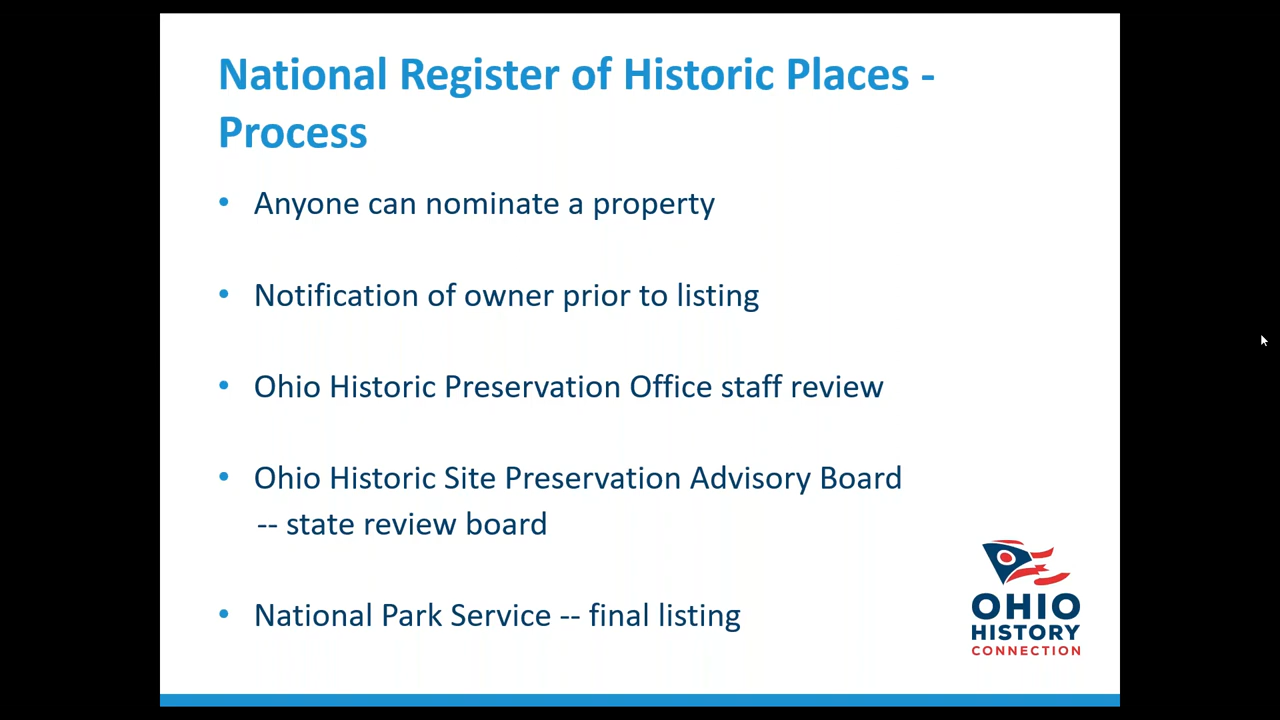 National Register of Historic Places -
Process
• Anyone can nominate a property
• Notification of owner prior to listing
• Ohio Historic Preservation Office staff review
• Ohio Historic Site Preservation Advisory Board
-- state review board
• National Park Service -- final listing
OHIO
HISTORY
CONNECTION